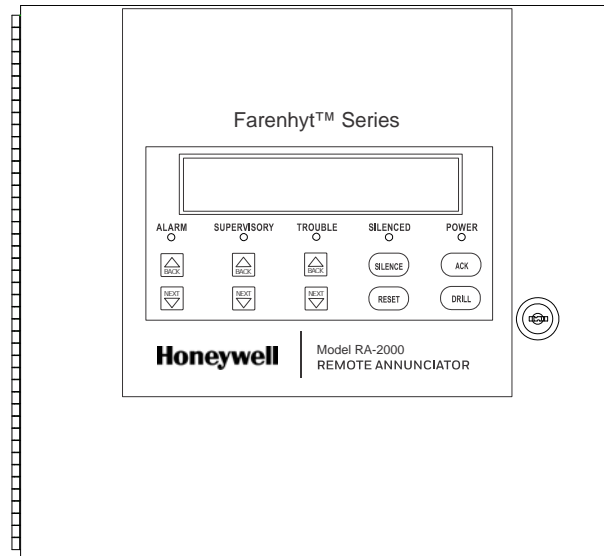 Farenhyt™ Series
ALARM SUPERVISORY TROUBLE SILENCED POWER
BACK BACK BACK SILENCE ACK
NEXT NEXT NEXT RESET DRILL
Honeywell
Model RA-2000
REMOTE ANNUNCIATOR